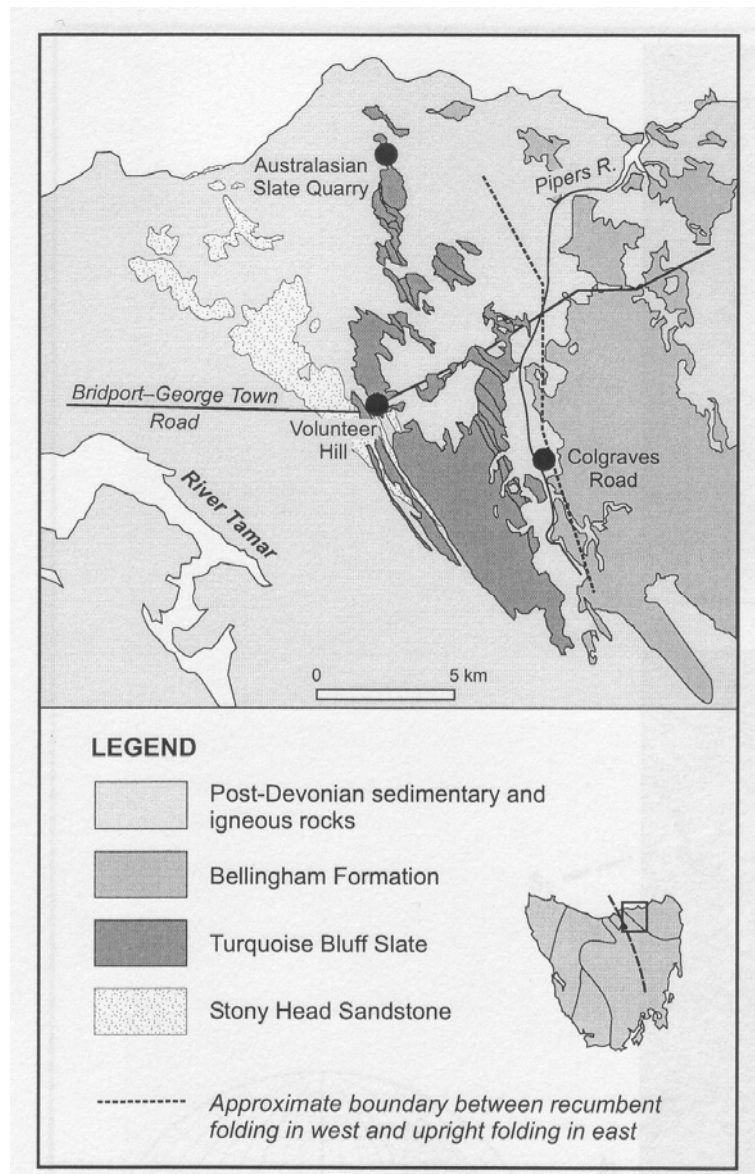 Australasian
Slate Quarry
Pipers R.
Bridport–George Town
Road
Volunteer
Hill
Colgraves
Road
River Tamar
0 5 km
LEGEND
Post-Devonian sedimentary and
igneous rocks
Bellingham Formation
Turquoise Bluff Slate
Stony Head Sandstone
Approximate boundary between recumbent
folding in west and upright folding in east